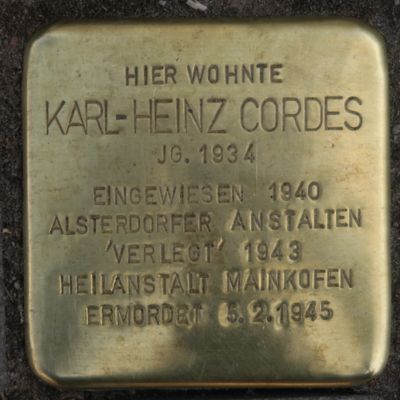 HIER WOHNTE
KARL-HEINZ CORDES
JG. 1934
EINGEWIESEN 1940
ALSTERDORFER ANSTALTEN
'VERLEGT' 1943
HEILANSTALT MAINKOFEN
ERMORDET 5.2.1945